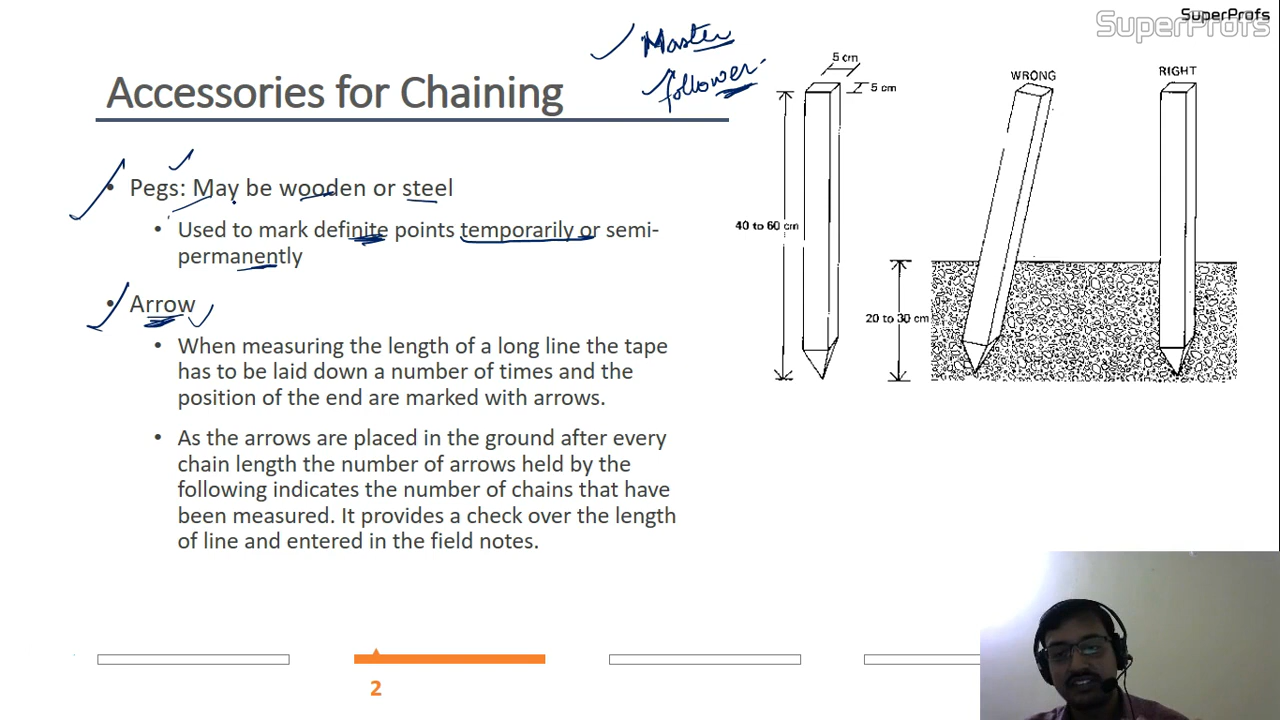 SuperProfs
SuperProfs
Master
follower
Accessories for Chaining
• Pegs: May be wooden or steel
• Used to mark definite points temporarily or semi-
permanently
• Arrow
• When measuring the length of a long line the tape
has to be laid down a number of times and the
position of the end are marked with arrows.
• As the arrows are placed in the ground after every
chain length the number of arrows held by the
following indicates the number of chains that have
been measured. It provides a check over the length
of line and entered in the field notes.
5 cm
5 cm
40 to 60 cm
WRONG
RIGHT
20 to 30 cm
2